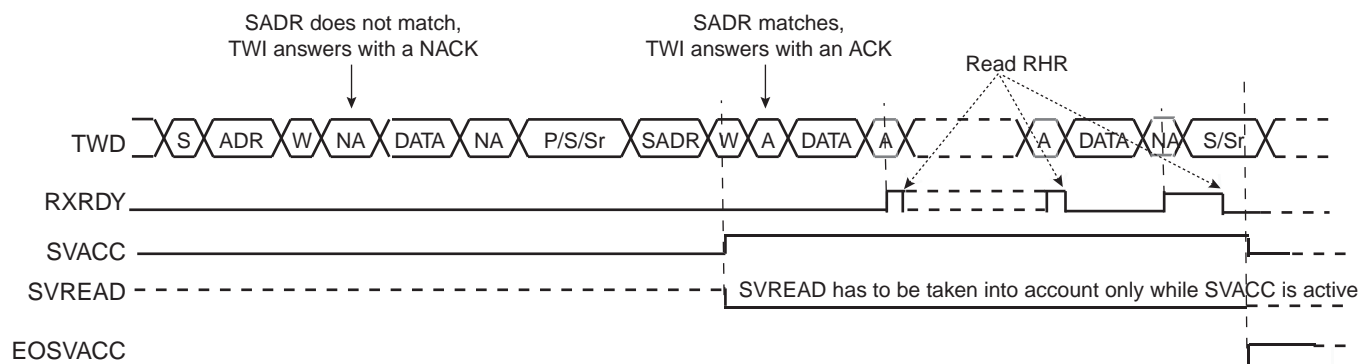 SADR does not match,
TWI answers with a NACK
SADR matches,
TWI answers with an ACK
Read RHR
TWD S ADR W NA DATA NA P/S/Sr SADR W A DATA A A DATA NA S/Sr
RXRDY
SVACC
SVREAD SVREAD has to be taken into account only while SVACC is active
EOSVACC